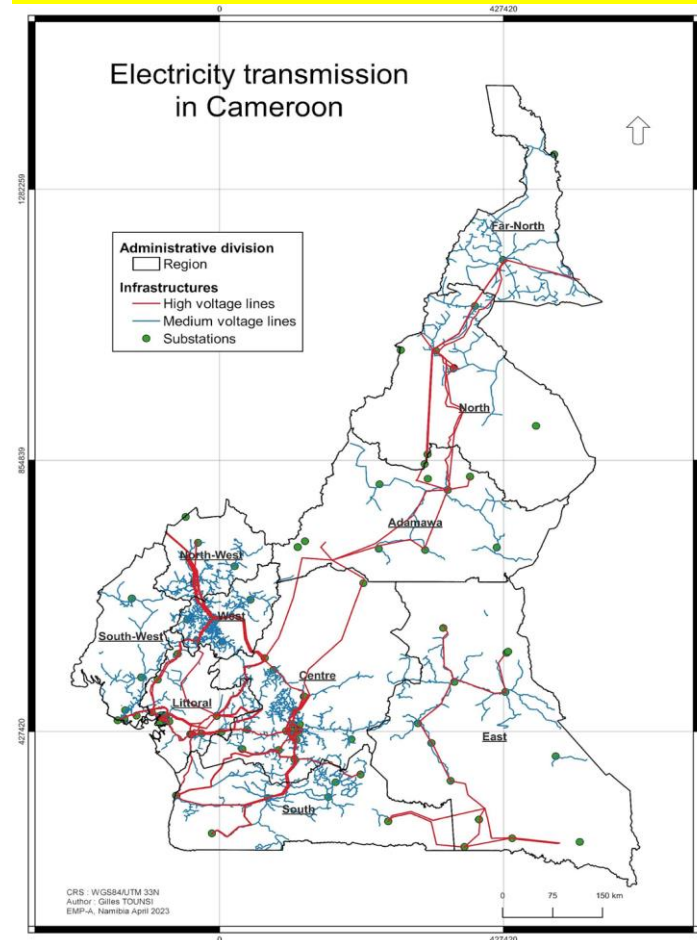 Electricity transmission
in Cameroon
0
427420
1282259
854839
427420
Administrative division
Region
Infrastructures
High voltage lines
Medium voltage lines
Substations
Far-North
North
Adamawa
North-West
West
South-West
Centre
Littoral
East
South
CRS : WGS84/UTM 33N
Author : Gilles TOUNSI
EMP-A, Namibia April 2023
0 75 150 km
427420